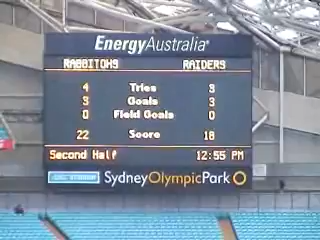 EnergyAustralia
RABBITOHS RAIDERS
4 Tries 3
3 Goals 3
0 Field Goals 0
22 Score 18
Second Half 12:55 PM
SydneyOlympicPark